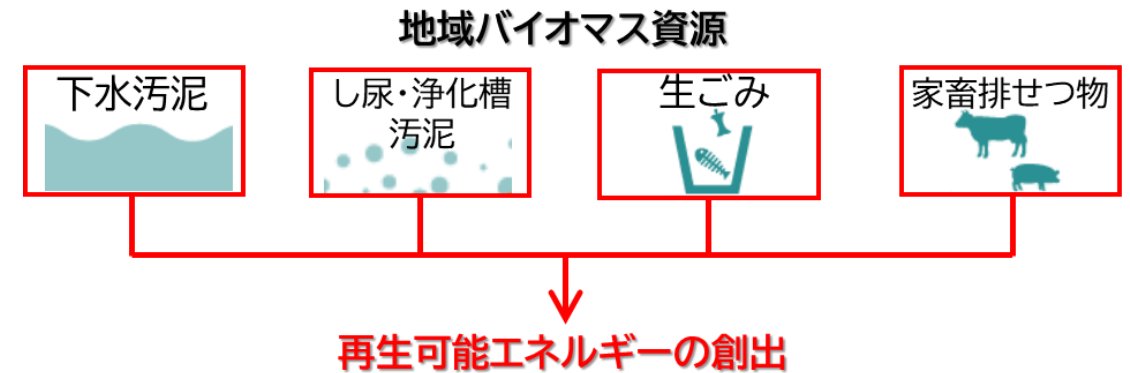 地域バイオマス資源
下水汚泥
し尿・浄化槽
汚泥
生ごみ
家畜排せつ物
再生可能エネルギーの創出